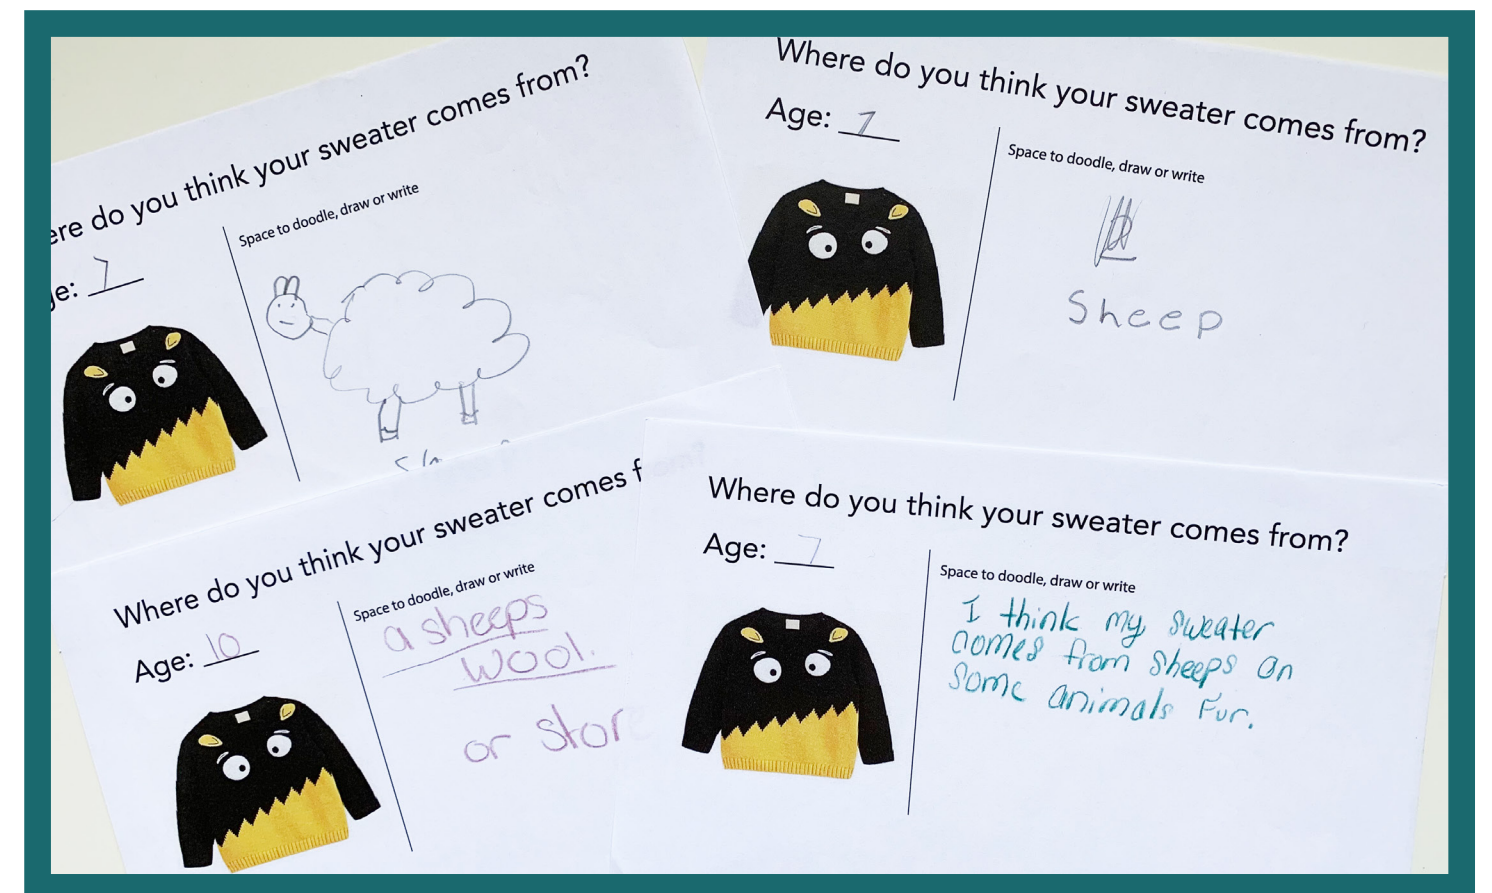 ere do you think your sweater comes from?
ge: 7
Space to doodle, draw or write
Where do you think your sweater comes from?
Age: 7
Space to doodle, draw or write
Sheep
Where do you think your sweater comes f
Age: 10
Space to doodle, draw or write
a sheeps
wool.
or stor
Where do you think your sweater comes from?
Age: 7
Space to doodle, draw or write
I think my sweater
comes from sheeps on
some animals fur.